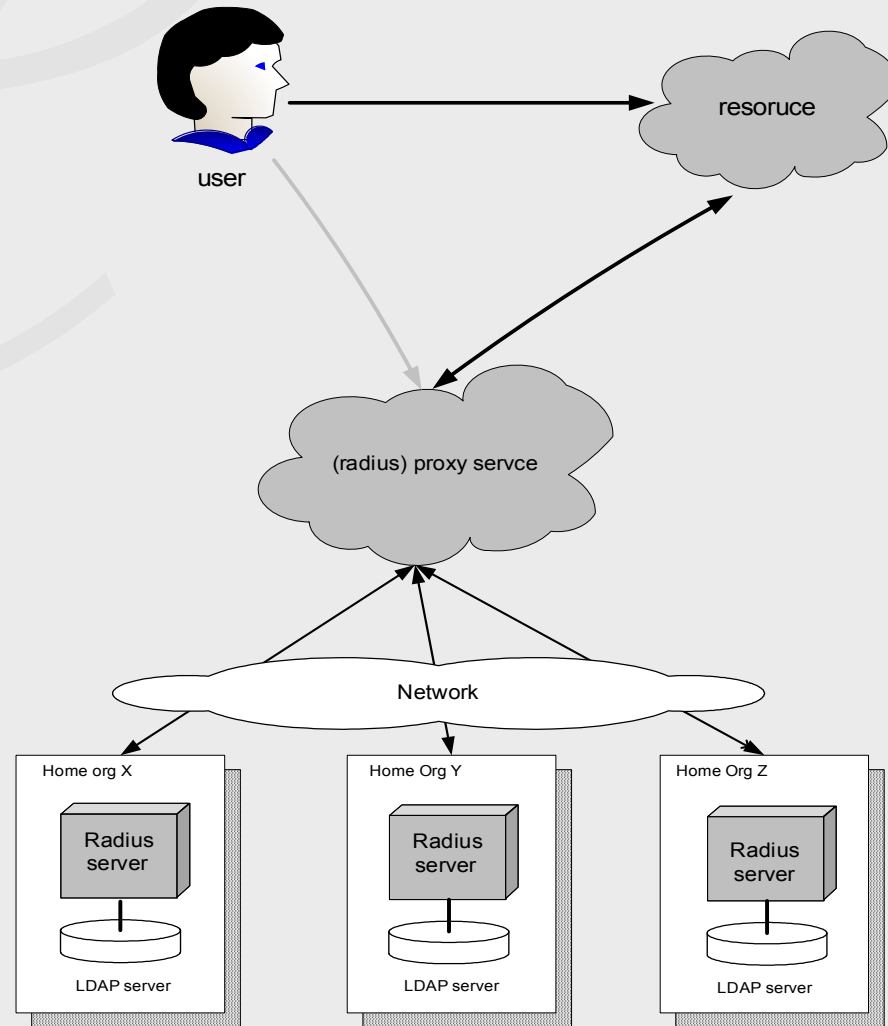 resoruce
user
(radius) proxy servce
Network
Home org X
Home Org Y
Home Org Z
Radius
server
Radius
server
Radius
server
LDAP server
LDAP server
LDAP server